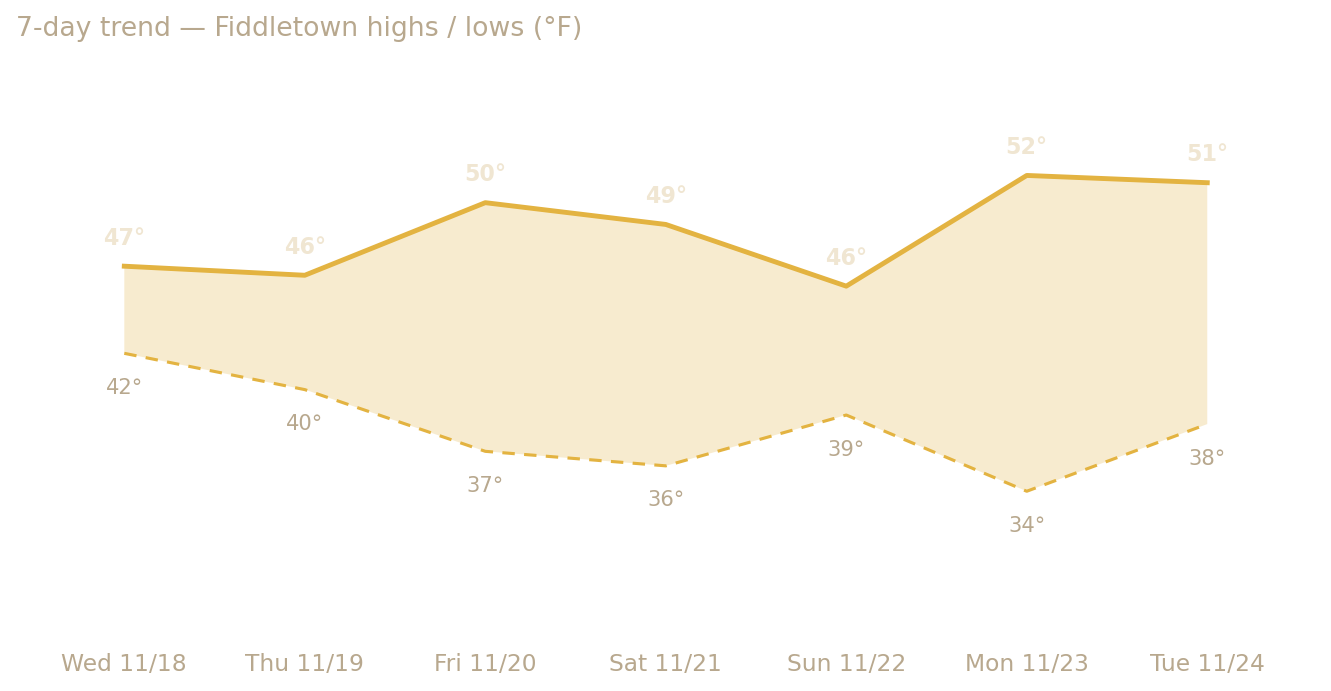 7-day trend — Fiddletown highs / lows (°F)
47° 46° 50° 49° 46° 52° 51°
42° 40° 37° 36° 39° 34° 38°
Wed 11/18 Thu 11/19 Fri 11/20 Sat 11/21 Sun 11/22 Mon 11/23 Tue 11/24